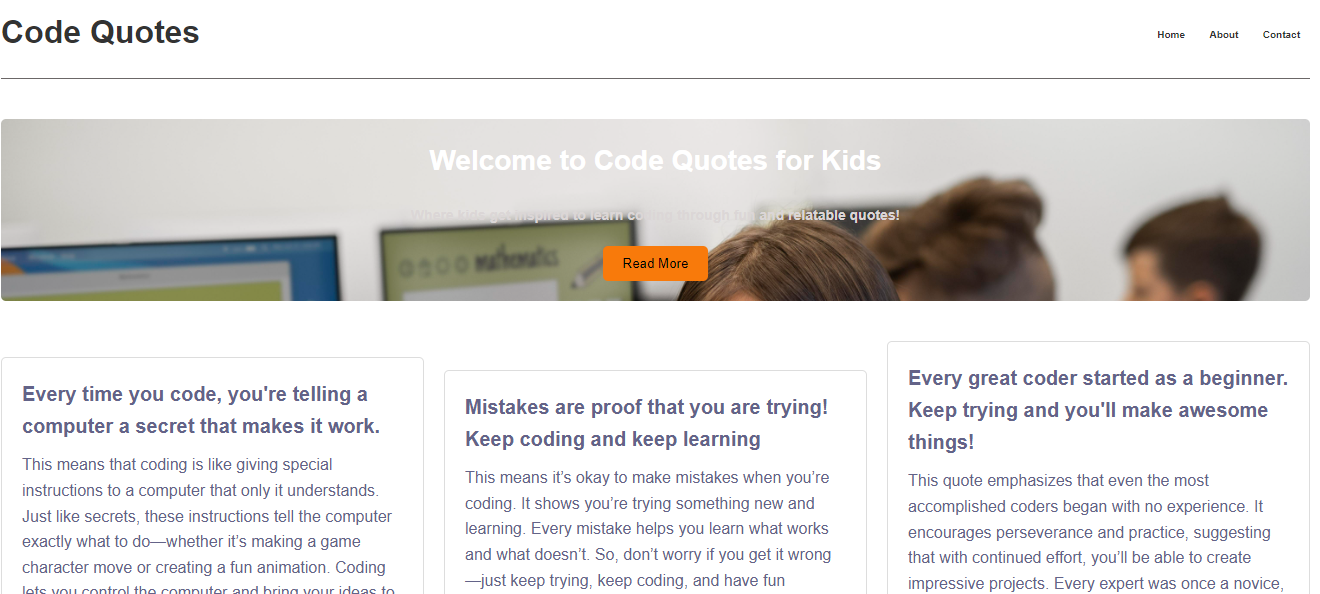 Code Quotes
Home About Contact
Welcome to Code Quotes for Kids
Where kids get inspired to learn coding through fun and relatable quotes!
mathematics
Read More
Every time you code, you're telling a
computer a secret that makes it work.
This means that coding is like giving special
instructions to a computer that only it understands.
Just like secrets, these instructions tell the computer
exactly what to do—whether it’s making a game
character move or creating a fun animation. Coding
lets you control the computer and bring your ideas to
Mistakes are proof that you are trying!
Keep coding and keep learning
This means it’s okay to make mistakes when you’re
coding. It shows you’re trying something new and
learning. Every mistake helps you learn what works
and what doesn’t. So, don’t worry if you get it wrong
—just keep trying, keep coding, and have fun
Every great coder started as a beginner.
Keep trying and you'll make awesome
things!
This quote emphasizes that even the most
accomplished coders began with no experience. It
encourages perseverance and practice, suggesting
that with continued effort, you’ll be able to create
impressive projects. Every expert was once a novice,